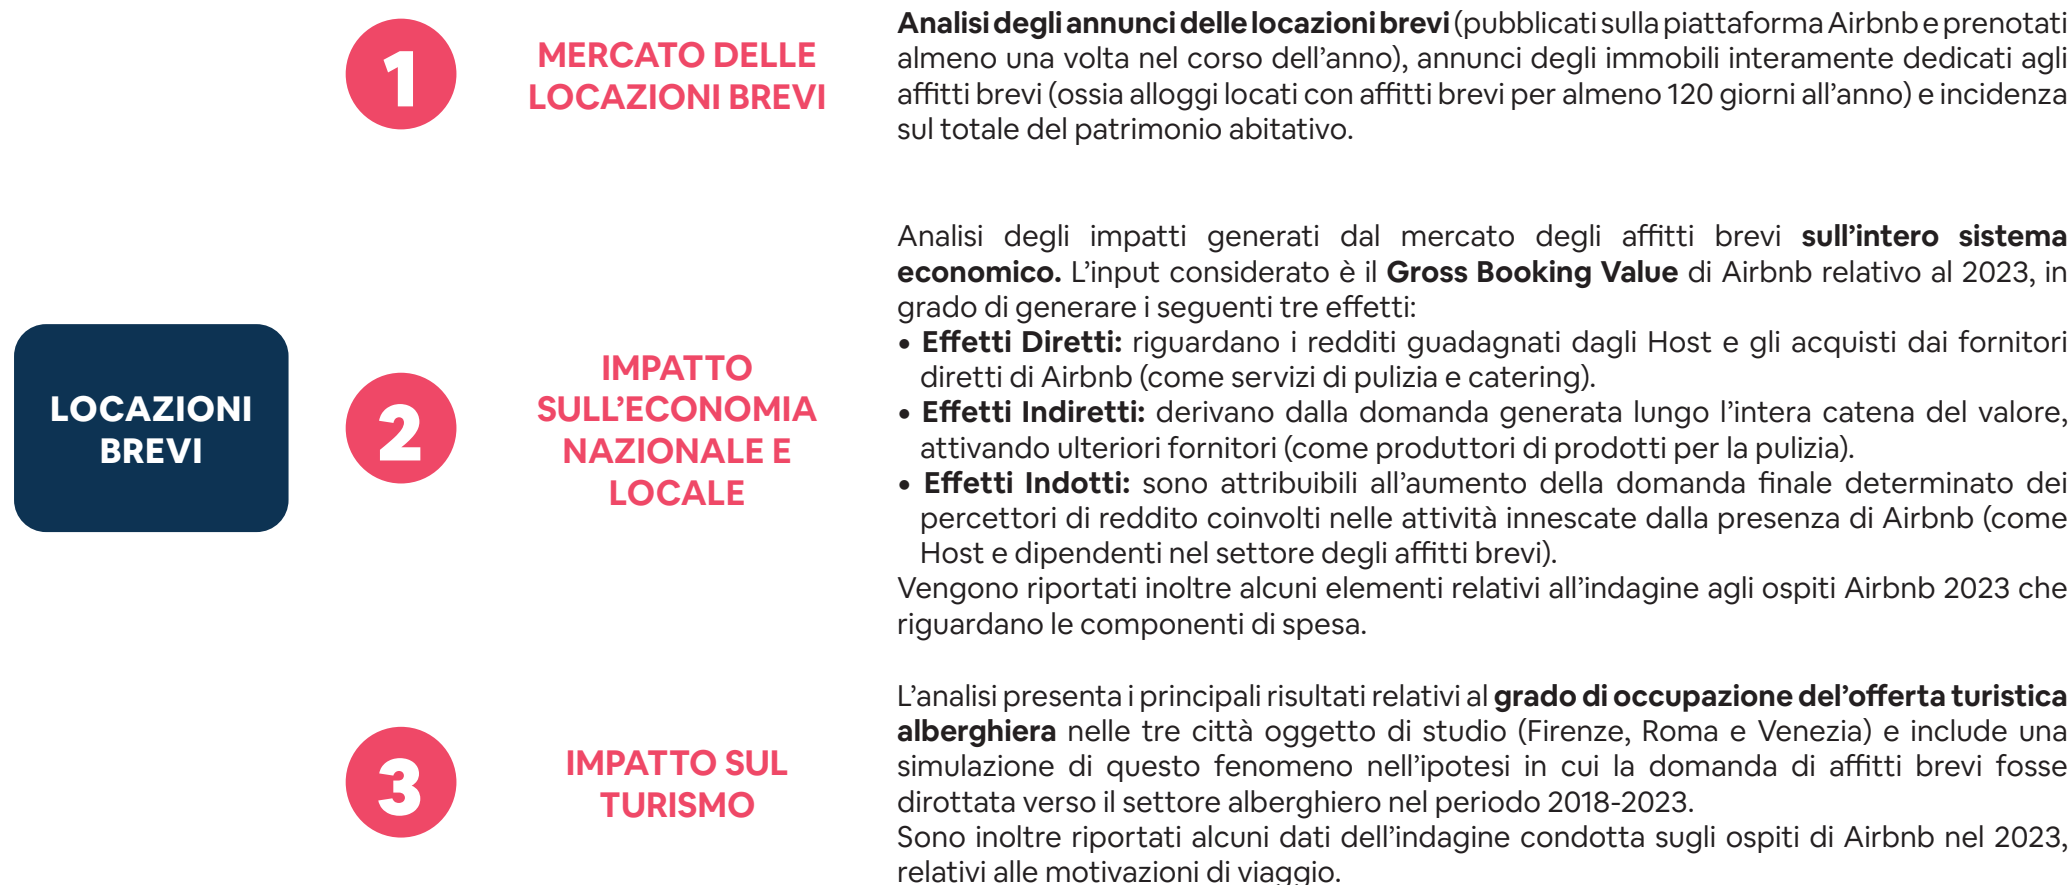 LOCAZIONI
BREVI
1
MERCATO DELLE
LOCAZIONI BREVI
Analisi degli annunci delle locazioni brevi (pubblicati sulla piattaforma Airbnb e prenotati
almeno una volta nel corso dell’anno), annunci degli immobili interamente dedicati agli
affitti brevi (ossia alloggi locati con affitti brevi per almeno 120 giorni all’anno) e incidenza
sul totale del patrimonio abitativo.
2
IMPATTO
SULL’ECONOMIA
NAZIONALE E
LOCALE
Analisi degli impatti generati dal mercato degli affitti brevi sull’intero sistema
economico. L’input considerato è il Gross Booking Value di Airbnb relativo al 2023, in
grado di generare i seguenti tre effetti:
• Effetti Diretti: riguardano i redditi guadagnati dagli Host e gli acquisti dai fornitori
diretti di Airbnb (come servizi di pulizia e catering).
• Effetti Indiretti: derivano dalla domanda generata lungo l’intera catena del valore,
attivando ulteriori fornitori (come produttori di prodotti per la pulizia).
• Effetti Indotti: sono attribuibili all’aumento della domanda finale determinato dei
percettori di reddito coinvolti nelle attività innescate dalla presenza di Airbnb (come
Host e dipendenti nel settore degli affitti brevi).
Vengono riportati inoltre alcuni elementi relativi all’indagine agli ospiti Airbnb 2023 che
riguardano le componenti di spesa.
3
IMPATTO SUL
TURISMO
L’analisi presenta i principali risultati relativi al grado di occupazione del’offerta turistica
alberghiera nelle tre città oggetto di studio (Firenze, Roma e Venezia) e include una
simulazione di questo fenomeno nell’ipotesi in cui la domanda di affitti brevi fosse
dirottata verso il settore alberghiero nel periodo 2018-2023.
Sono inoltre riportati alcuni dati dell’indagine condotta sugli ospiti di Airbnb nel 2023,
relativi alle motivazioni di viaggio.